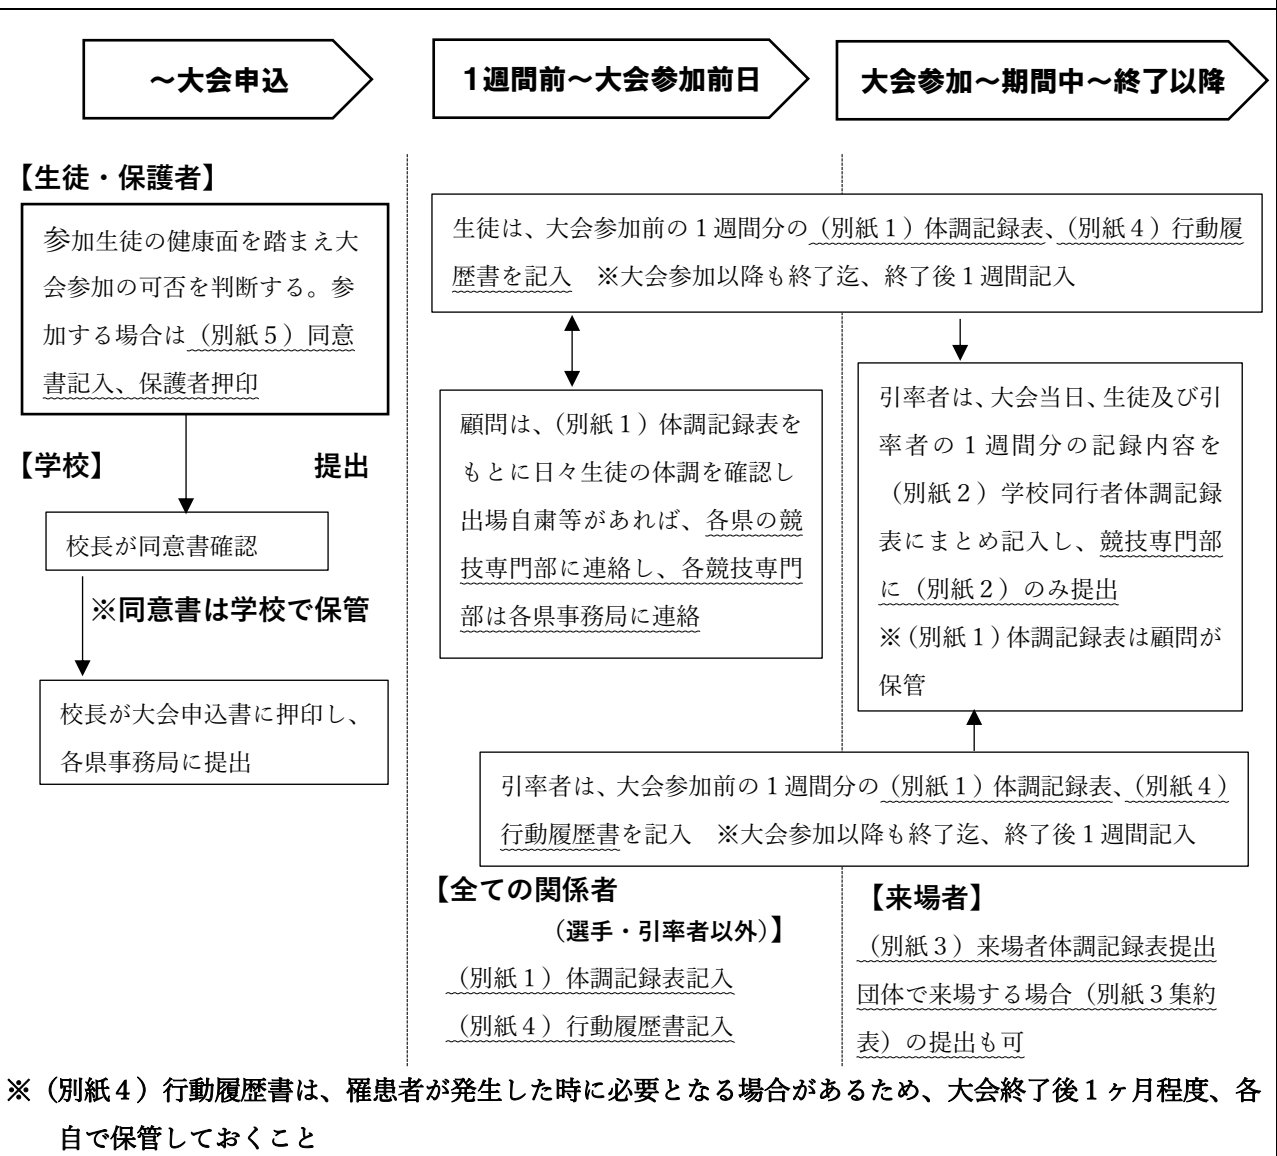 ～大会申込
1週間前～大会参加前日
大会参加～期間中～終了以降
【生徒・保護者】
参加生徒の健康面を踏まえ大
会参加の可否を判断する。参
加する場合は（別紙５）同意
書記入、保護者押印
【学校】
提出
校長が同意書確認
※同意書は学校で保管
校長が大会申込書に押印し、
各県事務局に提出
生徒は、大会参加前の１週間分の（別紙１）体調記録表、（別紙４）行動履
歴書を記入　※大会参加以降も終了迄、終了後１週間記入
顧問は、（別紙１）体調記録表を
もとに日々生徒の体調を確認し
出場自粛等があれば、各県の競
技専門部に連絡し、各競技専門
部は各県事務局に連絡
引率者は、大会当日、生徒及び引
率者の１週間分の記録内容を
（別紙２）学校同行者体調記録
表にまとめ記入し、競技専門部
に（別紙２）のみ提出
※（別紙１）体調記録表は顧問が
保管
引率者は、大会参加前の１週間分の（別紙１）体調記録表、（別紙４）
行動履歴書を記入　※大会参加以降も終了迄、終了後１週間記入
【全ての関係者
（選手・引率者以外）】
（別紙１）体調記録表記入
（別紙４）行動履歴書記入
【来場者】
（別紙３）来場者体調記録表提出
団体で来場する場合（別紙３集約
表）の提出も可
※（別紙４）行動履歴書は、罹患者が発生した時に必要となる場合があるため、大会終了後１ヶ月程度、各
自で保管しておくこと